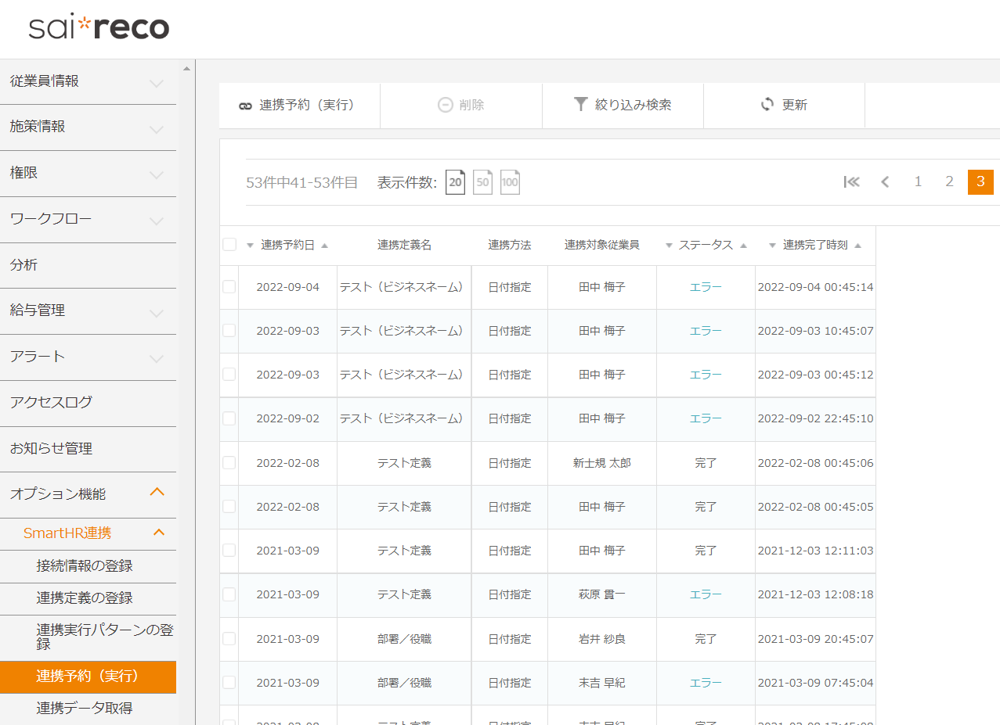 sai*reco
従業員情報
施策情報
権限
ワークフロー
分析
給与管理
アラート
アクセスログ
お知らせ管理
オプション機能
SmartHR連携
接続情報の登録
連携定義の登録
連携実行パターンの登
録
連携予約（実行）
連携データ取得
連携予約（実行） 削除 絞り込み検索 更新
53件中41-53件目 表示件数: 20 50 100 1 2 3
連携予約日 連携定義名 連携方法 連携対象従業員 ステータス 連携完了時刻
2022-09-04 テスト（ビジネスネーム） 日付指定 田中 梅子 エラー 2022-09-04 00:45:14
2022-09-03 テスト（ビジネスネーム） 日付指定 田中 梅子 エラー 2022-09-03 10:45:07
2022-09-03 テスト（ビジネスネーム） 日付指定 田中 梅子 エラー 2022-09-03 00:45:12
2022-09-02 テスト（ビジネスネーム） 日付指定 田中 梅子 エラー 2022-09-02 22:45:10
2022-02-08 テスト定義 日付指定 新土規 太郎 完了 2022-02-08 00:45:06
2022-02-08 テスト定義 日付指定 田中 梅子 完了 2022-02-08 00:45:05
2021-03-09 テスト定義 日付指定 田中 梅子 完了 2021-12-03 12:11:03
2021-03-09 テスト定義 日付指定 萩原 貫一 エラー 2021-12-03 12:08:18
2021-03-09 部署／役職 日付指定 岩井 紗良 完了 2021-03-09 20:45:07
2021-03-09 部署／役職 日付指定 末吉 早紀 エラー 2021-03-09 07:45:04